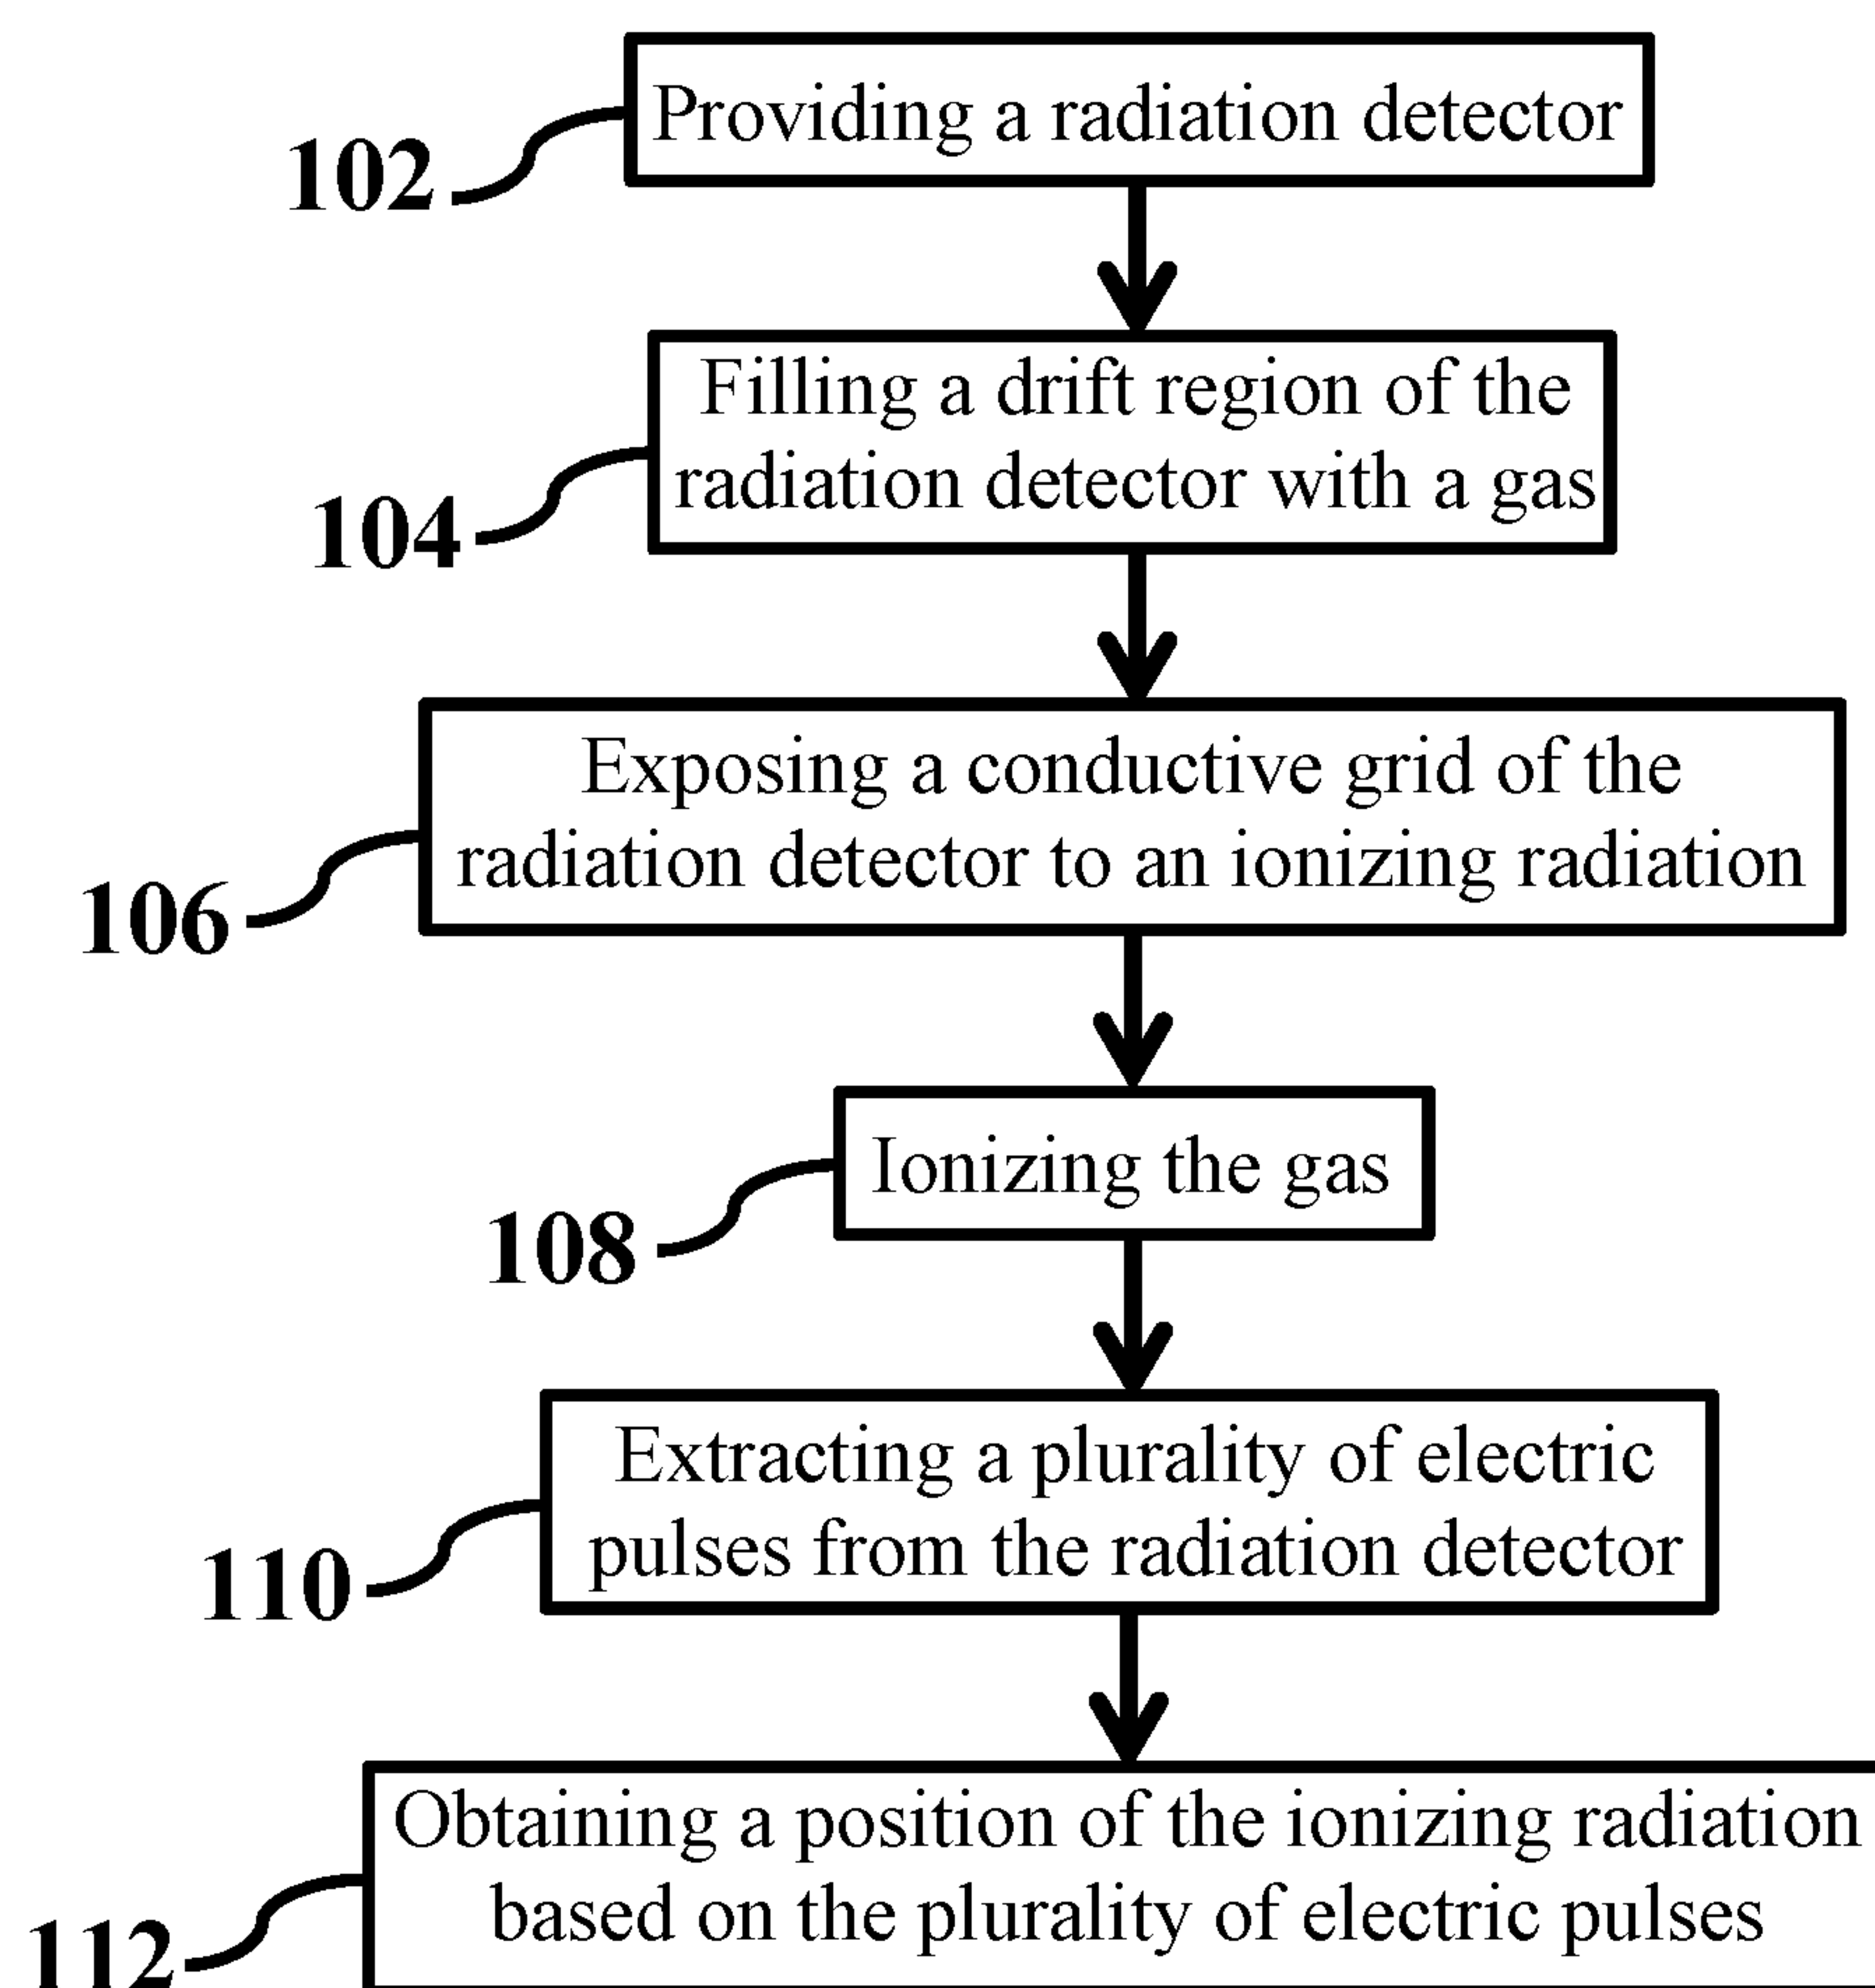 Providing a radiation detector
102
Filling a drift region of the
radiation detector with a gas
104
Exposing a conductive grid of the
radiation detector to an ionizing radiation
106
Ionizing the gas
108
Extracting a plurality of electric
pulses from the radiation detector
110
Obtaining a position of the ionizing radiation
based on the plurality of electric pulses
112